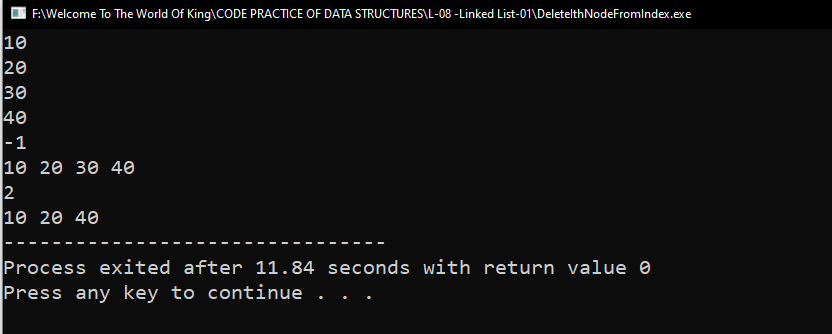 F:\Welcome To The World Of King\CODE PRACTICE OF DATA STRUCTURES\L-08 -Linked List-01\DeleteIthNodeFromIndex.exe
10
20
30
40
-1
10 20 30 40
2
10 20 40
--------------------------------
Process exited after 11.84 seconds with return value 0
Press any key to continue . . .